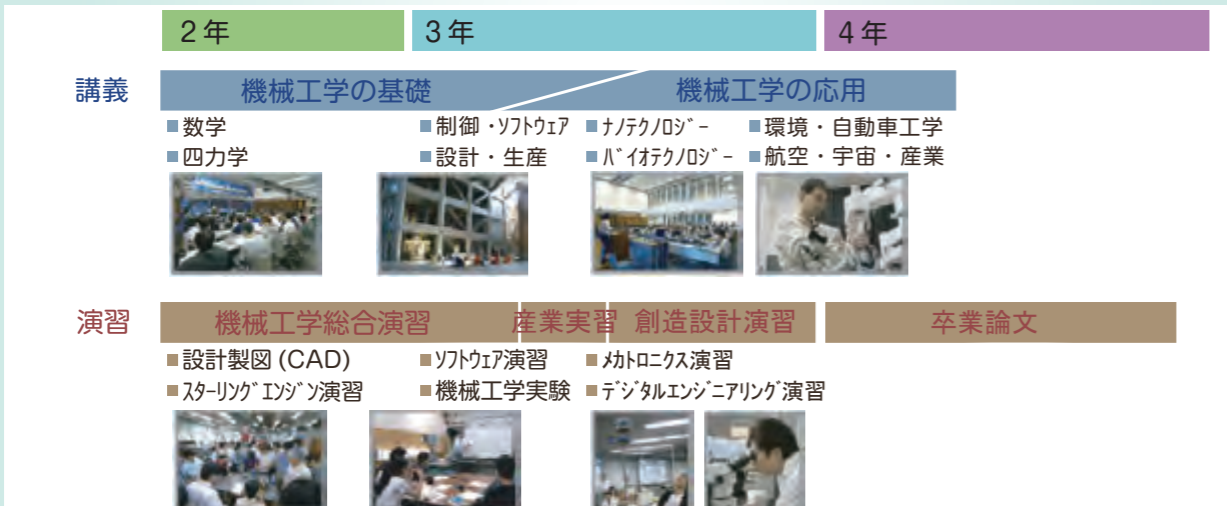 2年 3年 4年
講義 機械工学の基礎 機械工学の応用
■数学 ■制御・ソフトウェア ■ナノテクノロジー ■環境・自動車工学
■四力学 ■設計・生産 ■バイオテクノロジー ■航空・宇宙・産業
演習 機械工学総合演習 産業実習 創造設計演習 卒業論文
■設計製図(CAD) ■ソフトウェア演習 ■メカトロニクス演習
■スターリングエンジン演習 ■機械工学実験 ■デジタルエンジニアリング演習